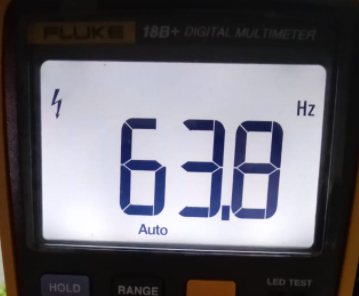 FLUKE 18B+ DIGITAL MULTIMETER
Hz
63.8
Auto
HOLD RANGE LED TEST